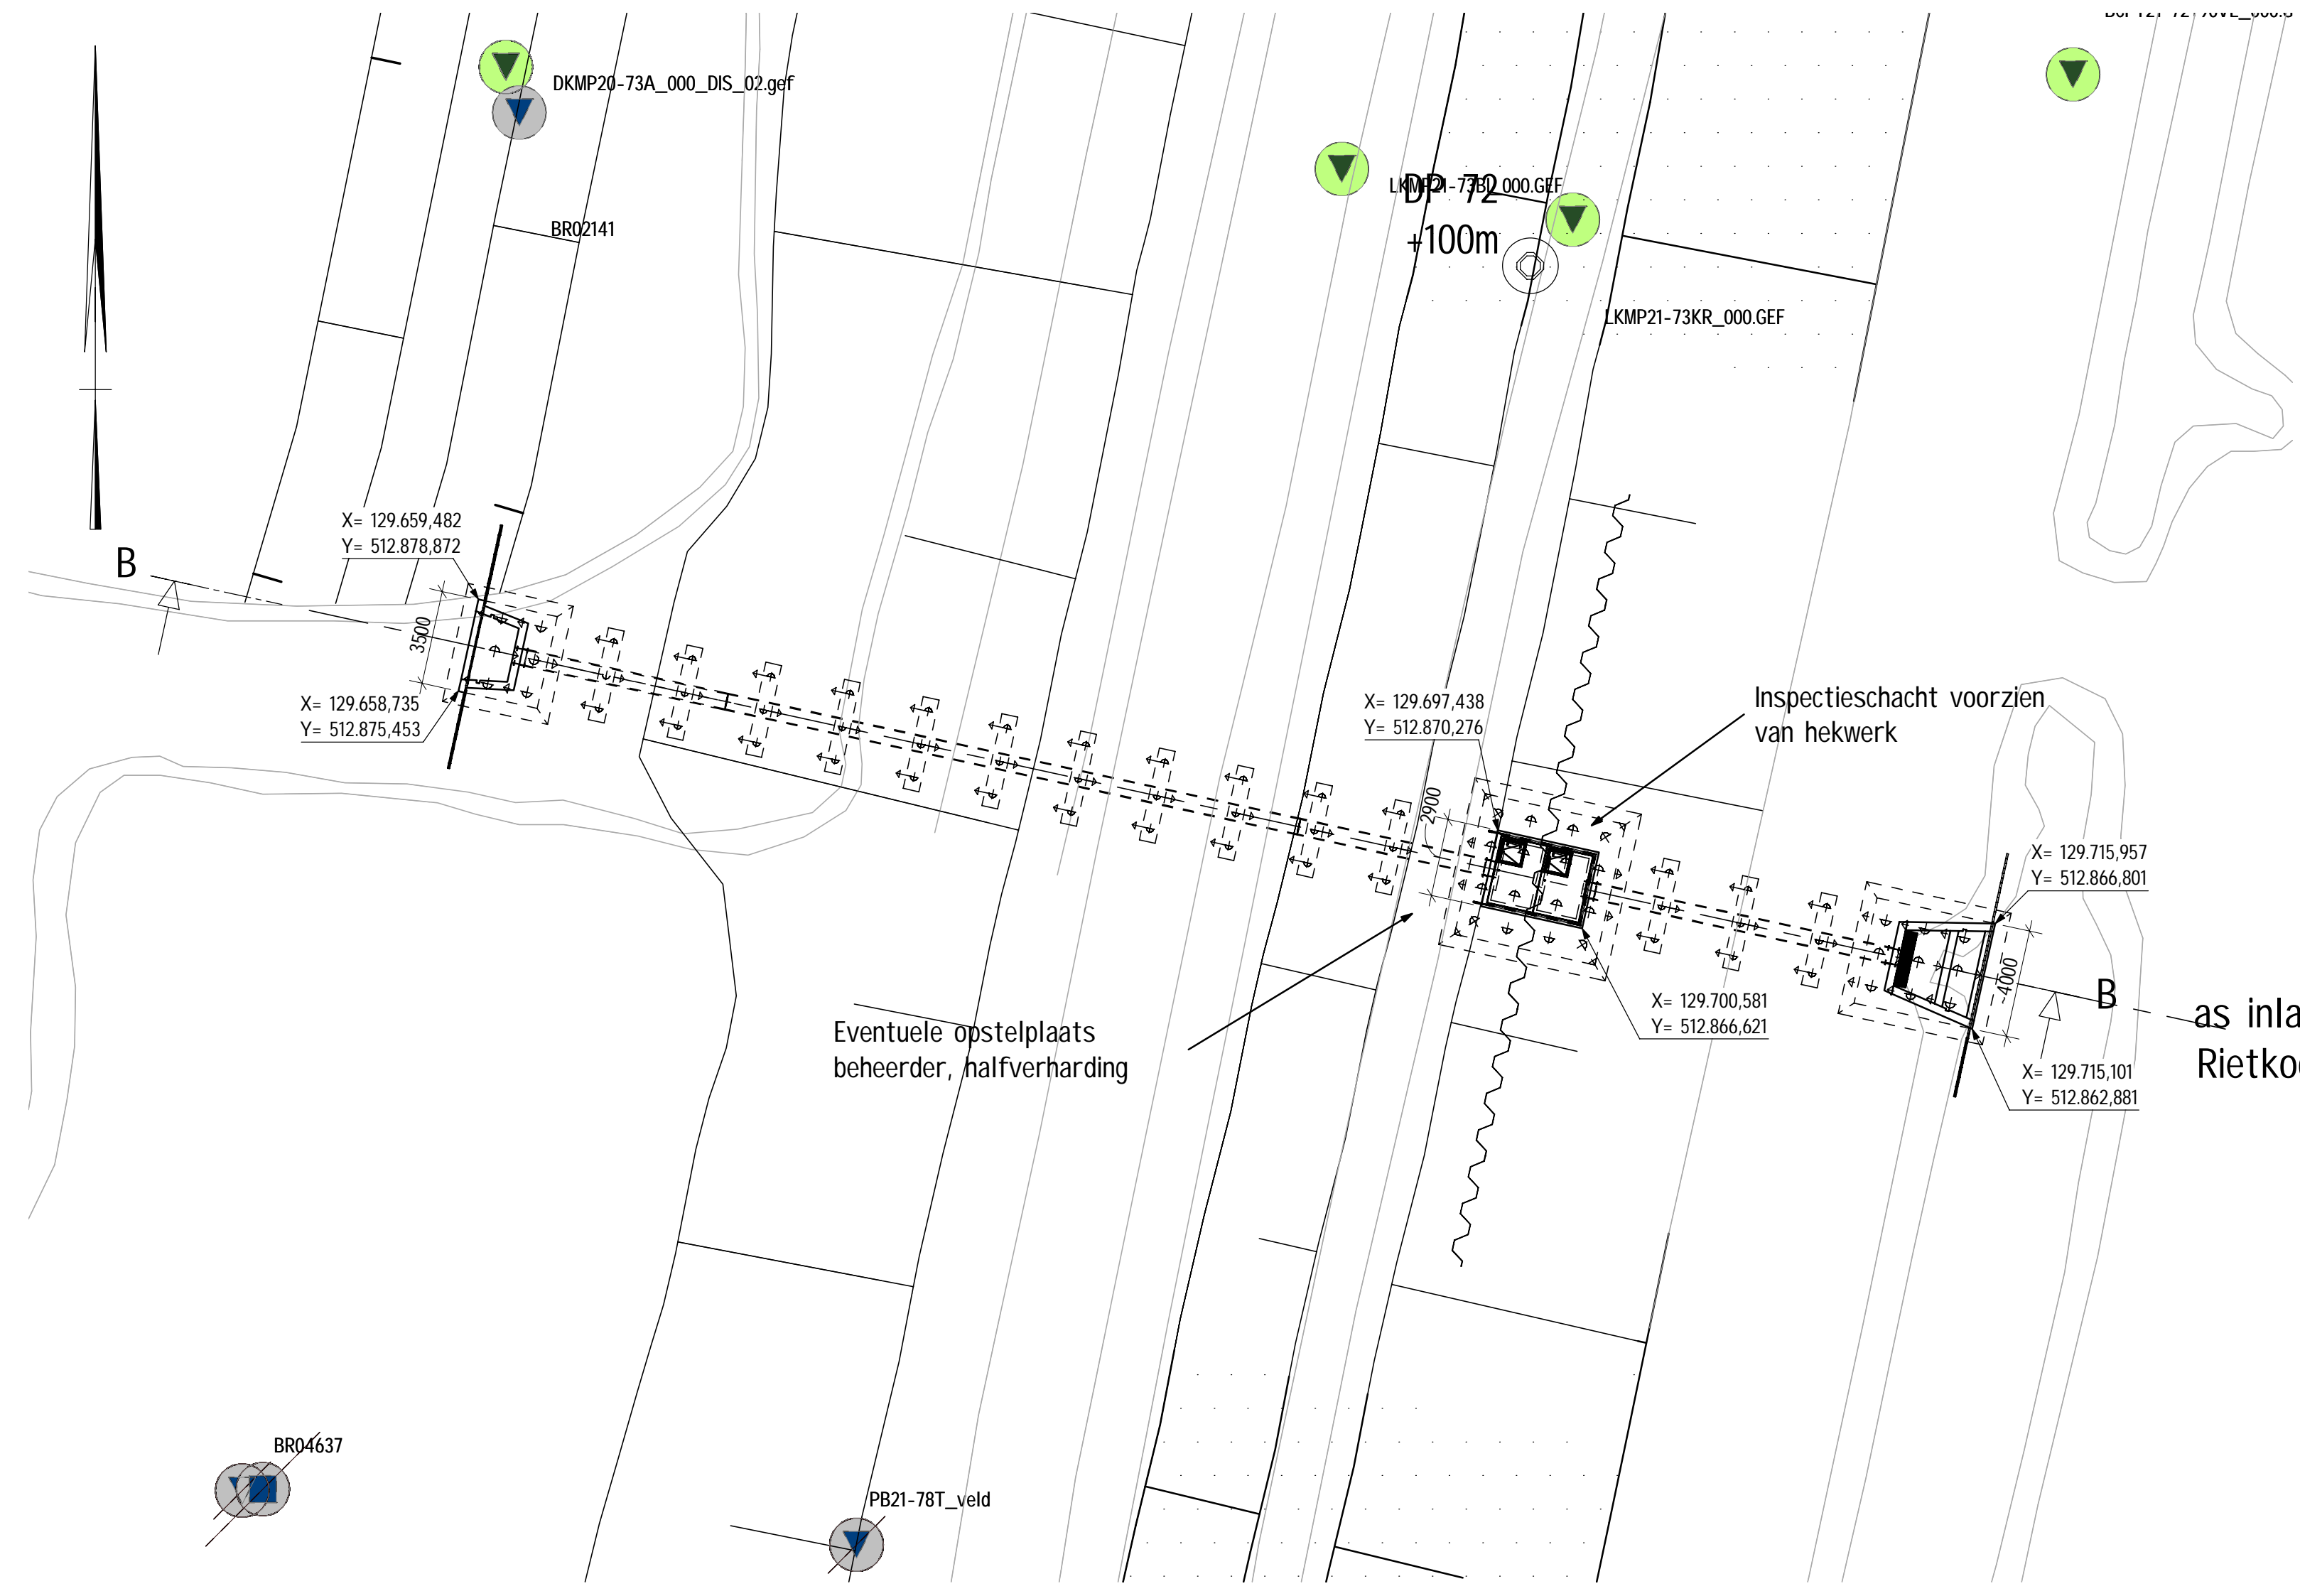 DKMP20-73A_000_DIS_02.gef
BR02141
LKMP21-73BI_000.GEF
DP 72
+100m
LKMP21-73KR_000.GEF
X= 129.659,482
Y= 512.878,872
B
3500
X= 129.658,735
Y= 512.875,453
X= 129.697,438
Y= 512.870,276
Inspectieschacht voorzien
van hekwerk
2900
X= 129.715,957
Y= 512.866,801
4000
B
as inla
Rietko
X= 129.700,581
Y= 512.866,621
Eventuele opstelplaats
beheerder, halfverharding
X= 129.715,101
Y= 512.862,881
BR04637
PB21-78T_veld